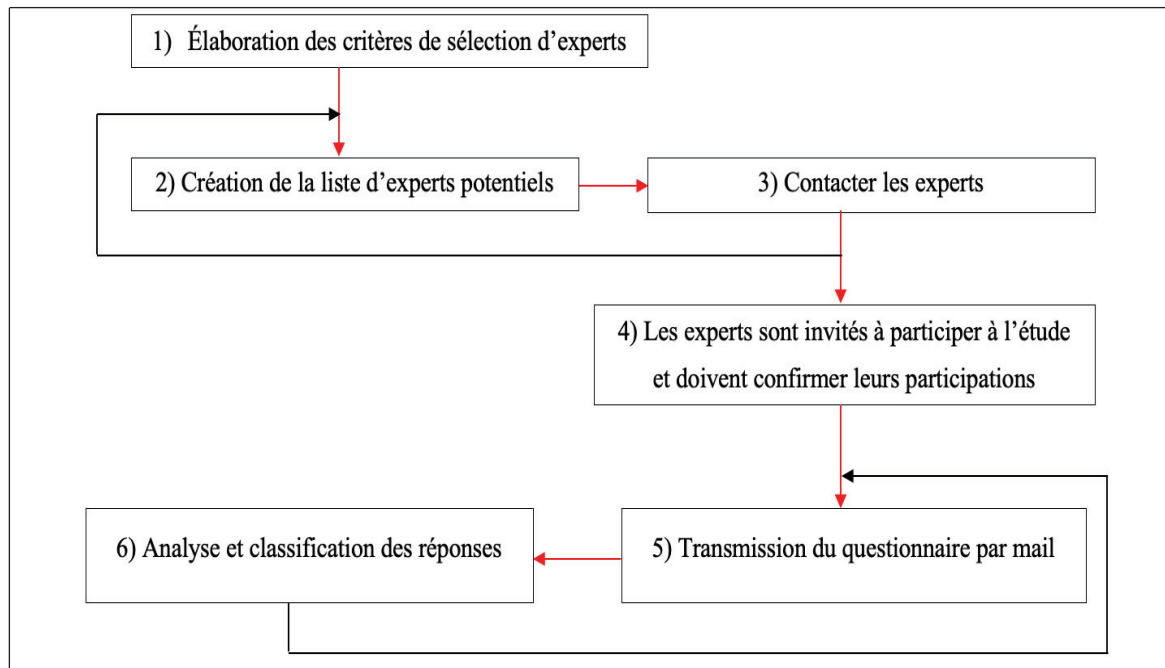 1) Élaboration des critères de sélection d’experts
2) Création de la liste d’experts potentiels
3) Contacter les experts
4) Les experts sont invités à participer à l’étude
et doivent confirmer leurs participations
6) Analyse et classification des réponses
5) Transmission du questionnaire par mail